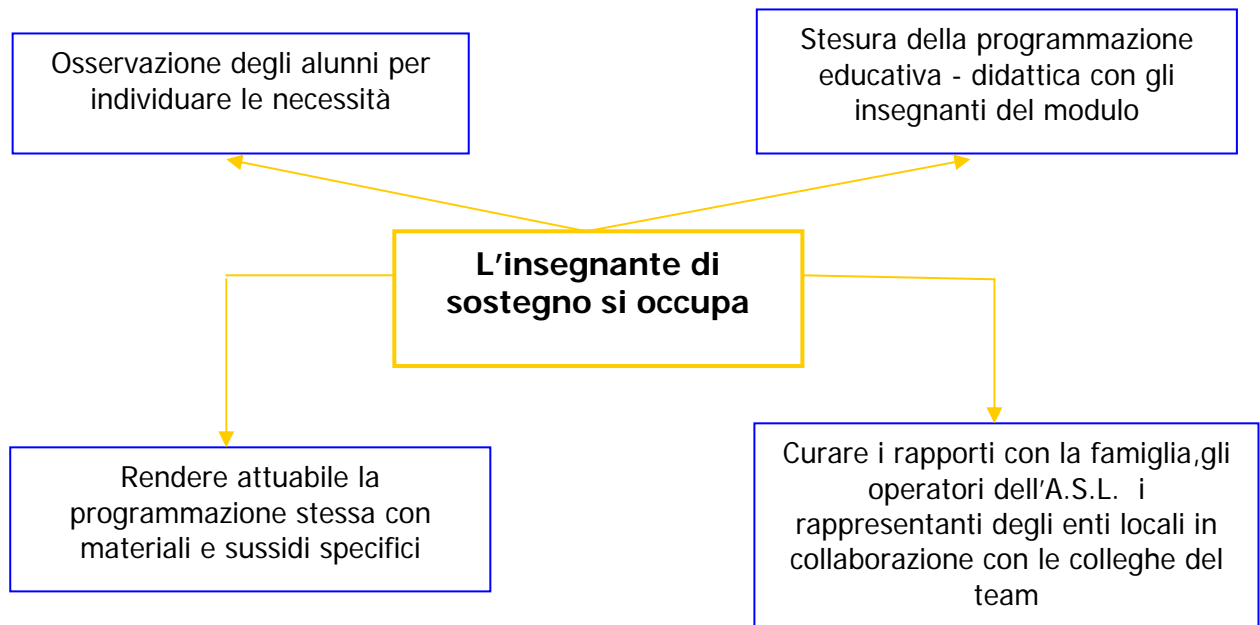 Osservazione degli alunni per
individuare le necessità
Stesura della programmazione
educativa - didattica con gli
insegnanti del modulo
L'insegnante di
sostegno si occupa
Rendere attuabile la
programmazione stessa con
materiali e sussidi specifici
Curare i rapporti con la famiglia,gli
operatori dell'A.S.L.  i
rappresentanti degli enti locali in
collaborazione con le colleghe del
team